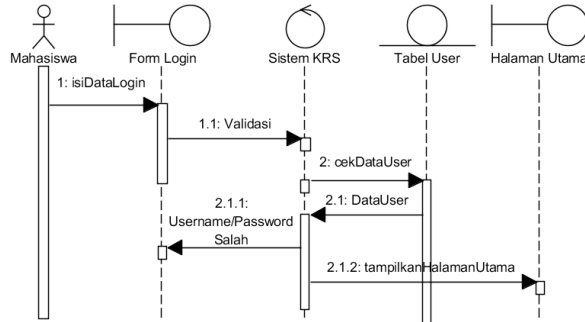 Mahasiswa
Form Login
Sistem KRS
Tabel User
Halaman Utama
1: isiDataLogin
1.1: Validasi
2: cekDataUser
2.1: DataUser
2.1.1:
Username/Password
Salah
2.1.2: tampilkanHalamanUtama